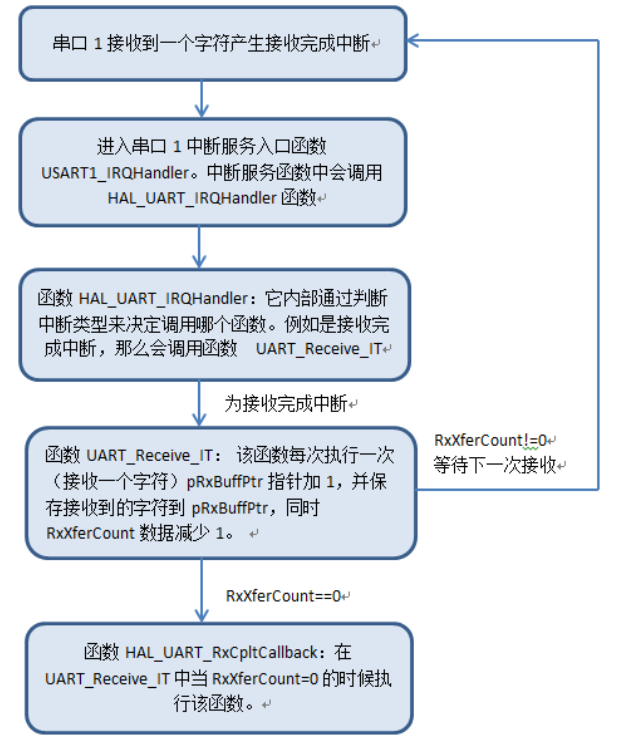 串口 1 接收到一个字符产生接收完成中断↵
进入串口 1 中断服务入口函数
USART1_IRQHandler。中断服务函数中会调用
HAL_UART_IRQHandler 函数↵
函数 HAL_UART_IRQHandler：它内部通过判断
中断类型来决定调用哪个函数。例如是接收完
成中断，那么会调用函数 UART_Receive_IT↵
为接收完成中断↵
函数 UART_Receive_IT： 该函数每次执行一次
（接收一个字符）pRxBuffPtr 指针加 1，并保
存接收到的字符到 pRxBuffPtr，同时
RxXferCount 数据减少 1。 ↵
RxXferCount!=0↵
等待下一次接收↵
RxXferCount==0↵
函数 HAL_UART_RxCpltCallback：在
UART_Receive_IT 中当 RxXferCount=0 的时候执
行该函数。↵